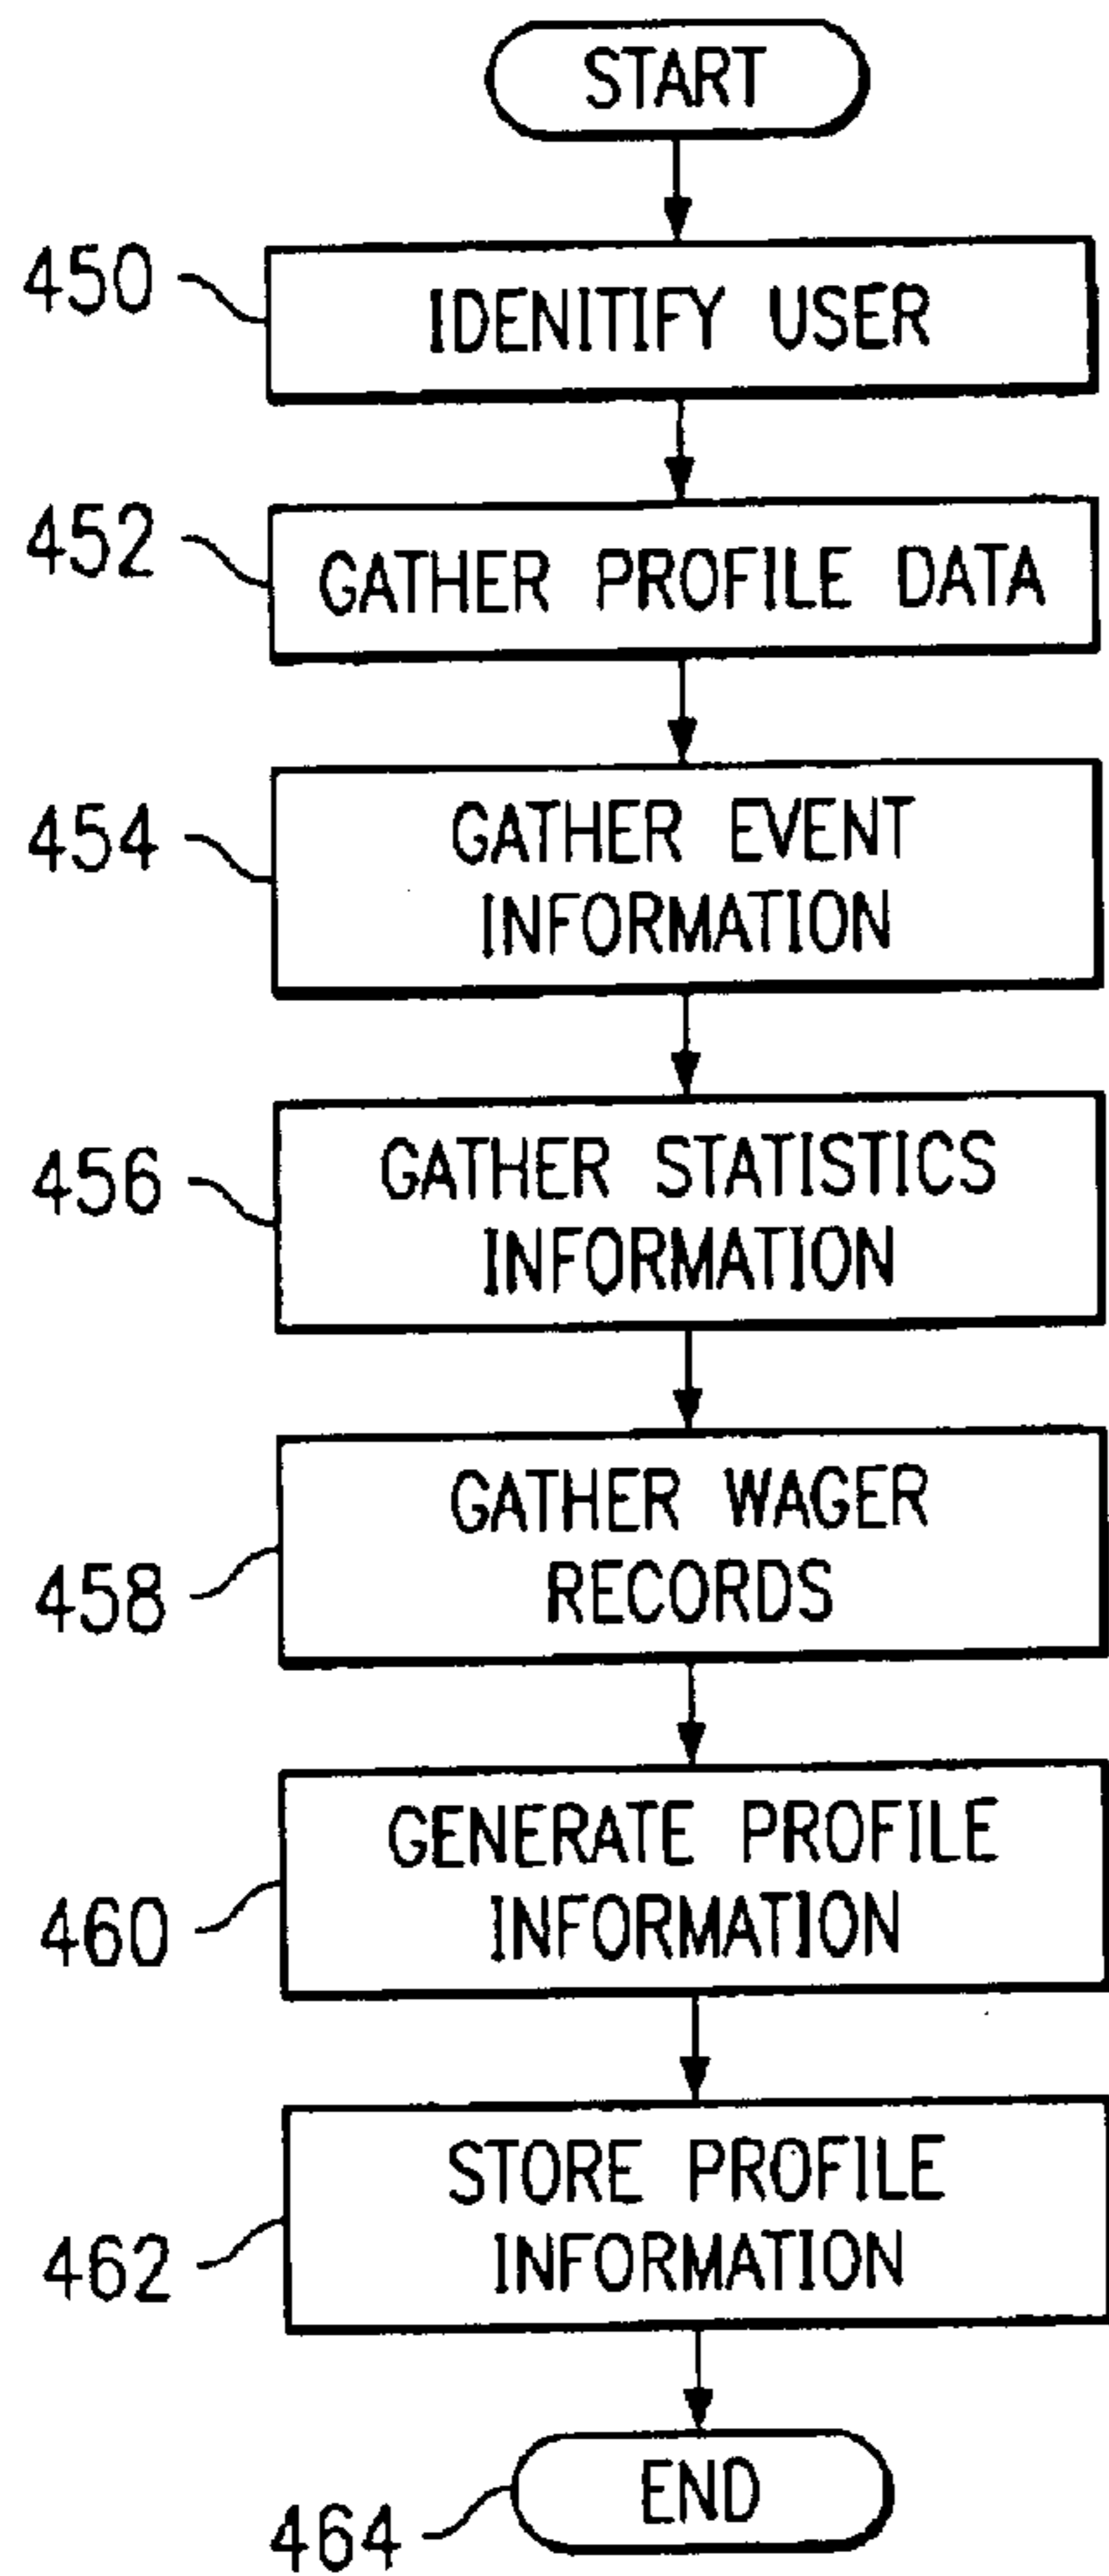 START
450
IDENITIFY USER
452
GATHER PROFILE DATA
454
GATHER EVENT
INFORMATION
456
GATHER STATISTICS
INFORMATION
458
GATHER WAGER
RECORDS
460
GENERATE PROFILE
INFORMATION
462
STORE PROFILE
INFORMATION
464
END